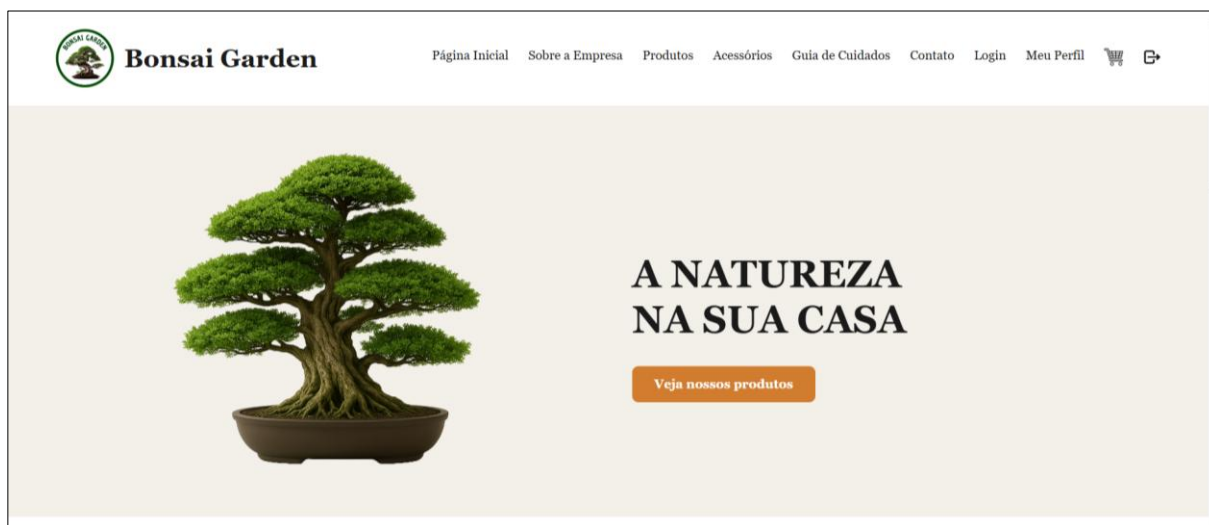 BONSAI GARDEN
Bonsai Garden
Página Inicial Sobre a Empresa Produtos Acessórios Guia de Cuidados Contato Login Meu Perfil
A NATUREZA
NA SUA CASA
Veja nossos produtos